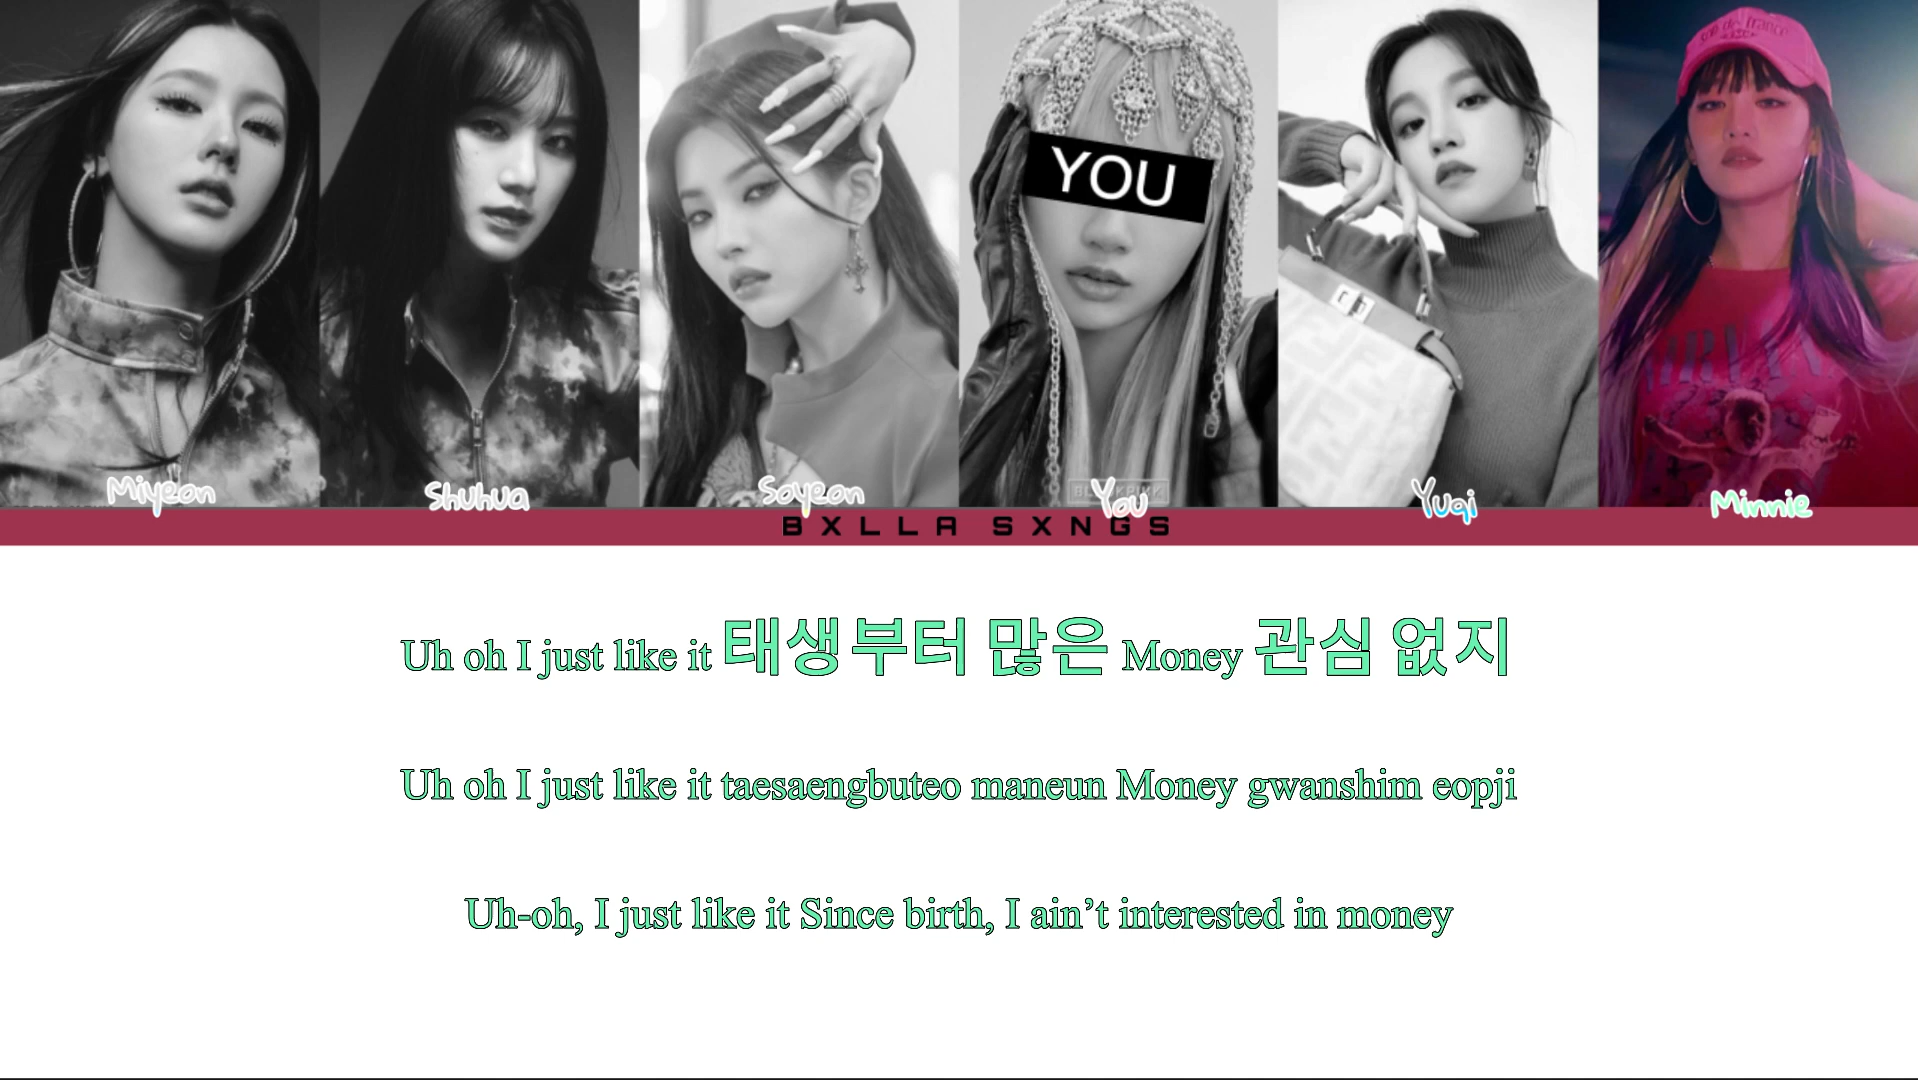 YOU
Miyeon Shuhua Soyeon You Yuqi Minnie
BXLLA SXNGS
Uh oh I just like it 태생부터 많은 Money 관심 없지
Uh oh I just like it taesaengbuteo maneun Money gwanshim eopji
Uh-oh, I just like it Since birth, I ain’t interested in money